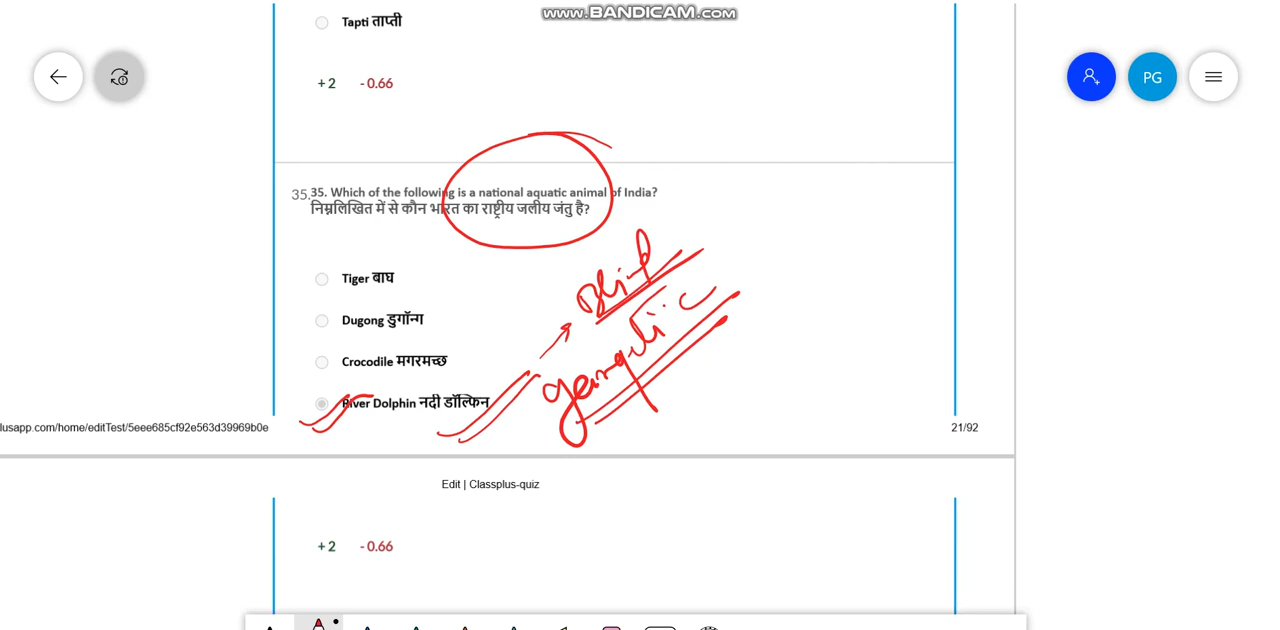 www.BANDICAM.com
Tapti ताप्ती
+ 2 - 0.66
PG
35. 35. Which of the following is a national aquatic animal of India?
निम्नलिखित में से कौन भारत का राष्ट्रीय जलीय जंतु है?
Tiger बाघ
Blind
Dugong डुगॉन्ग
Gangetic
Crocodile मगरमच्छ
River Dolphin नदी डॉल्फिन
lusapp.com/home/editTest/5eee685cf92e563d39969b0e
21/92
Edit | Classplus-quiz
+ 2 - 0.66